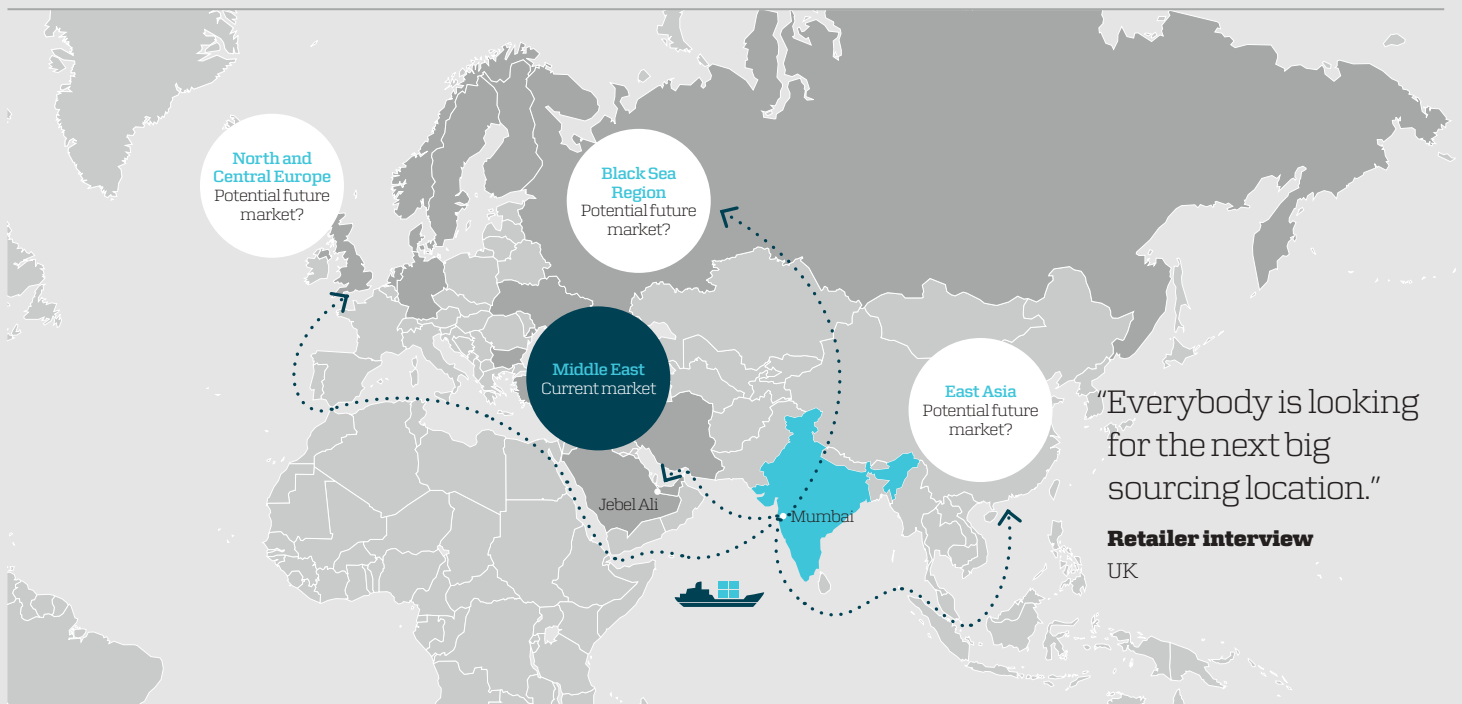 North and
Central Europe
Potential future
market?
Black Sea
Region
Potential future
market?
Middle East
Current market
East Asia
Potential future
market?
Jebel Ali
Mumbai
“Everybody is looking
for the next big
sourcing location.”
Retailer interview
UK